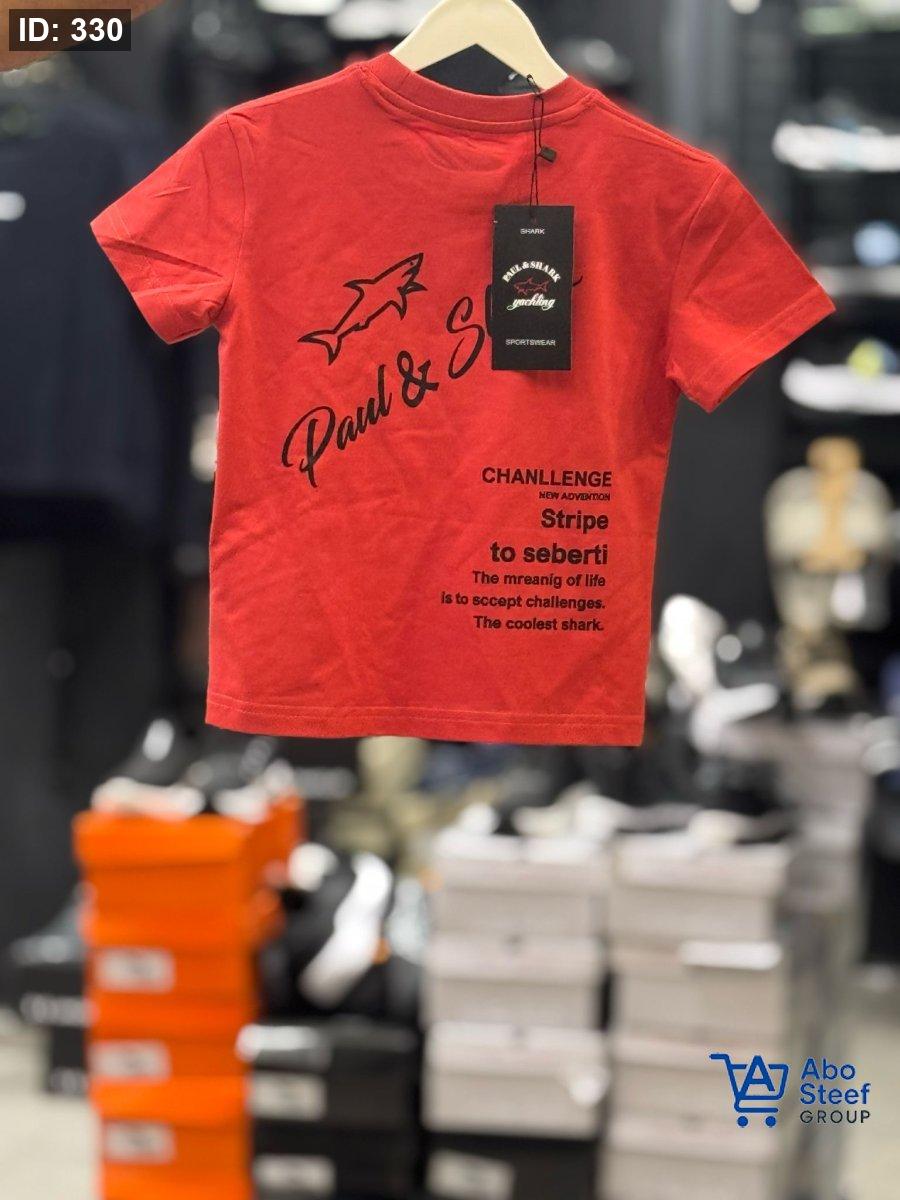 ID: 330
SHARK
PAUL & SHARK
yachting
SPORTSWEAR
Paul & S
CHANLLENGE
NEW ADVENTION
Stripe
to seberti
The mreanig of life
is to sccept challenges.
The coolest shark.
Abo
Steef
GROUP